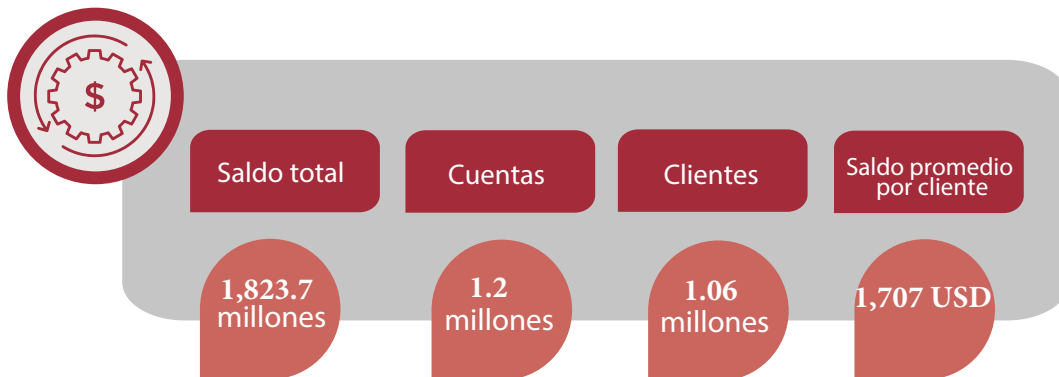 $
Saldo total
Cuentas
Clientes
Saldo promedio
por cliente
1,823.7
millones
1.2
millones
1.06
millones
1,707 USD